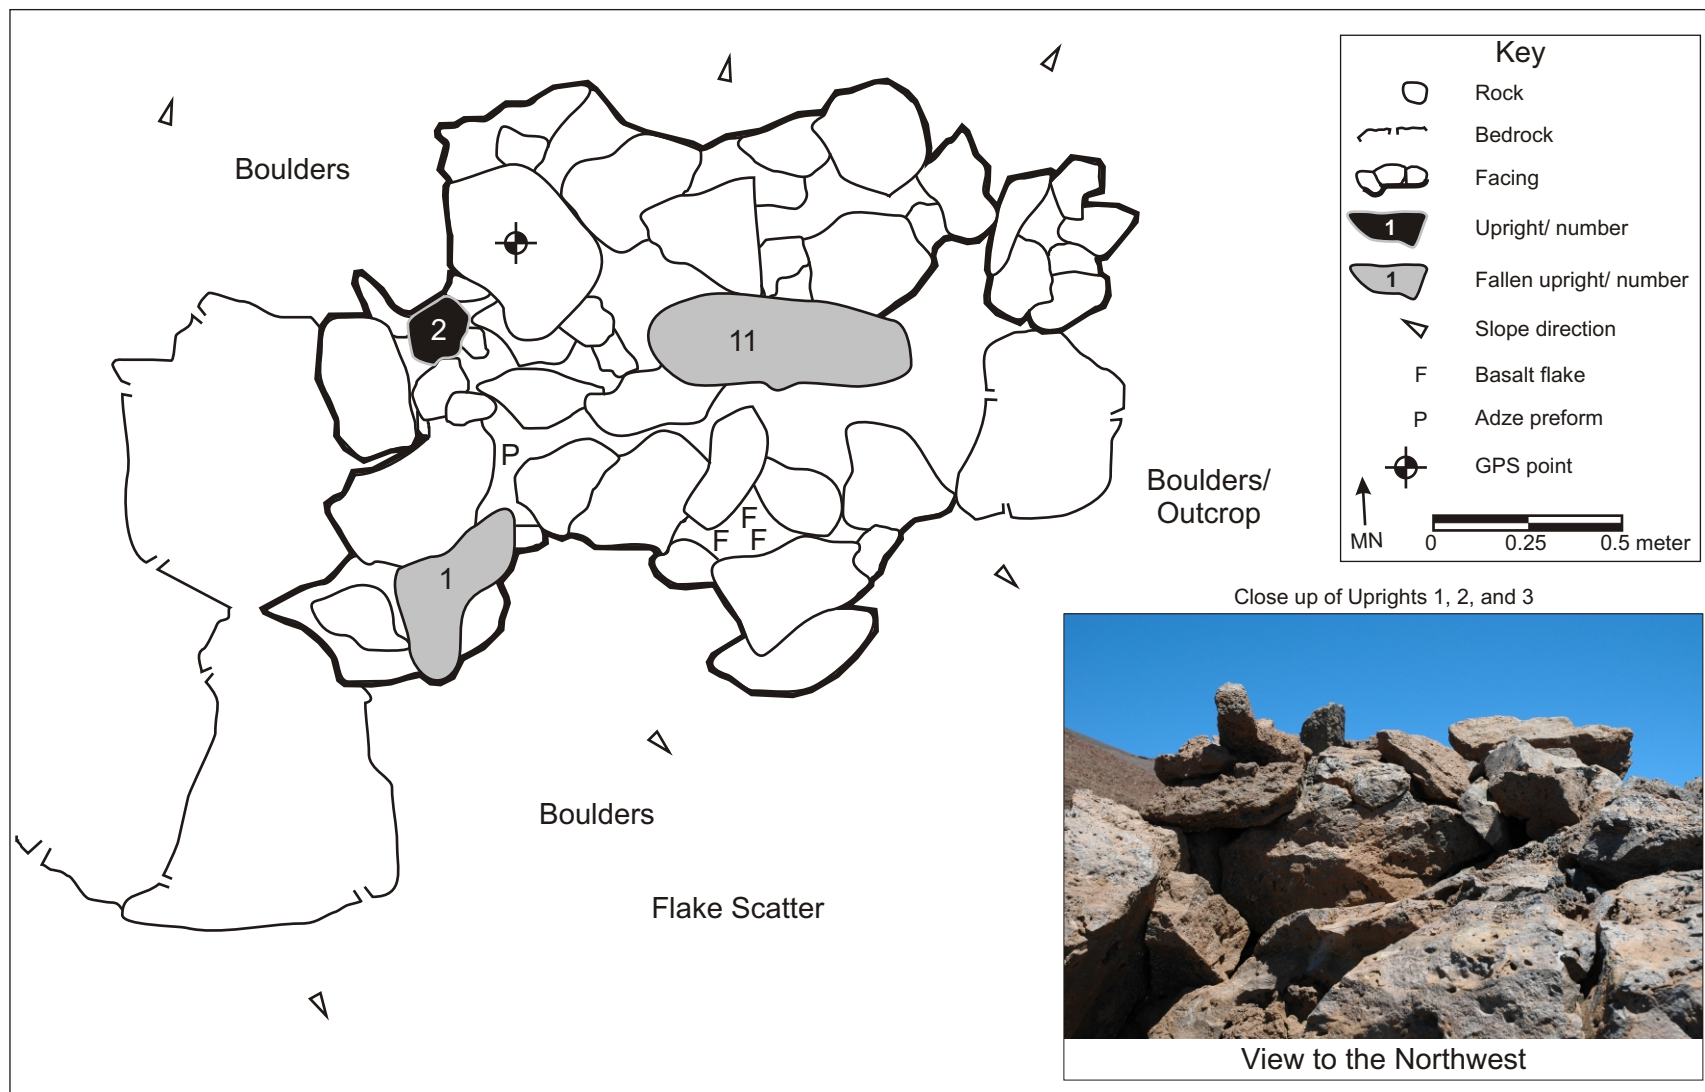 Boulders
2
11
P
F
F F
1
Boulders/
Outcrop
Boulders
Flake Scatter
Key
Rock
Bedrock
Facing
1 Upright/ number
1 Fallen upright/ number
Slope direction
F Basalt flake
P Adze preform
GPS point
MN
0 0.25 0.5 meter
Close up of Uprights 1, 2, and 3
View to the Northwest